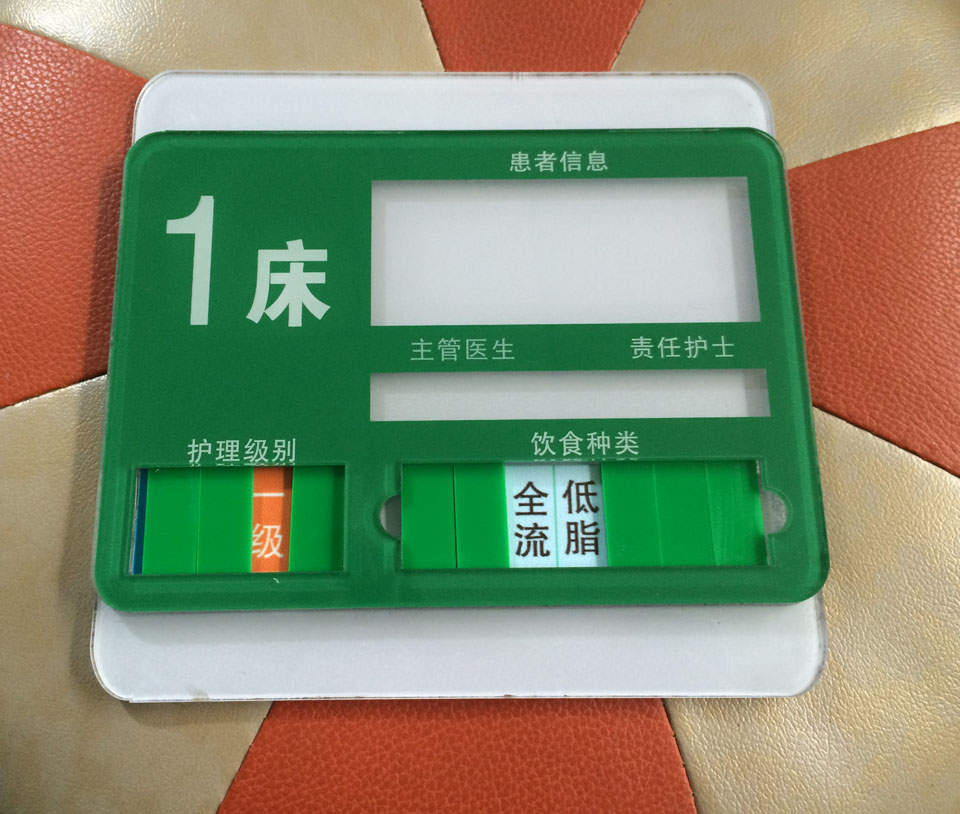 患者信息
1床
主管医生 责任护士
护理级别 饮食种类
一级
全流
低脂